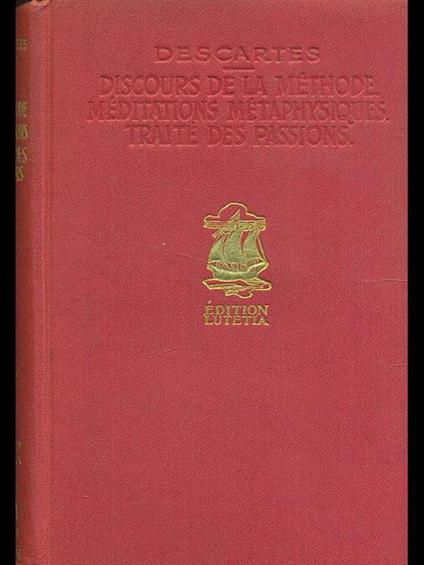 DESCARTES
DISCOURS DE LA MÉTHODE.
MÉDITATIONS MÉTAPHYSIQUES.
TRAITÉ DES PASSIONS.
ÉDITION
LUTETIA